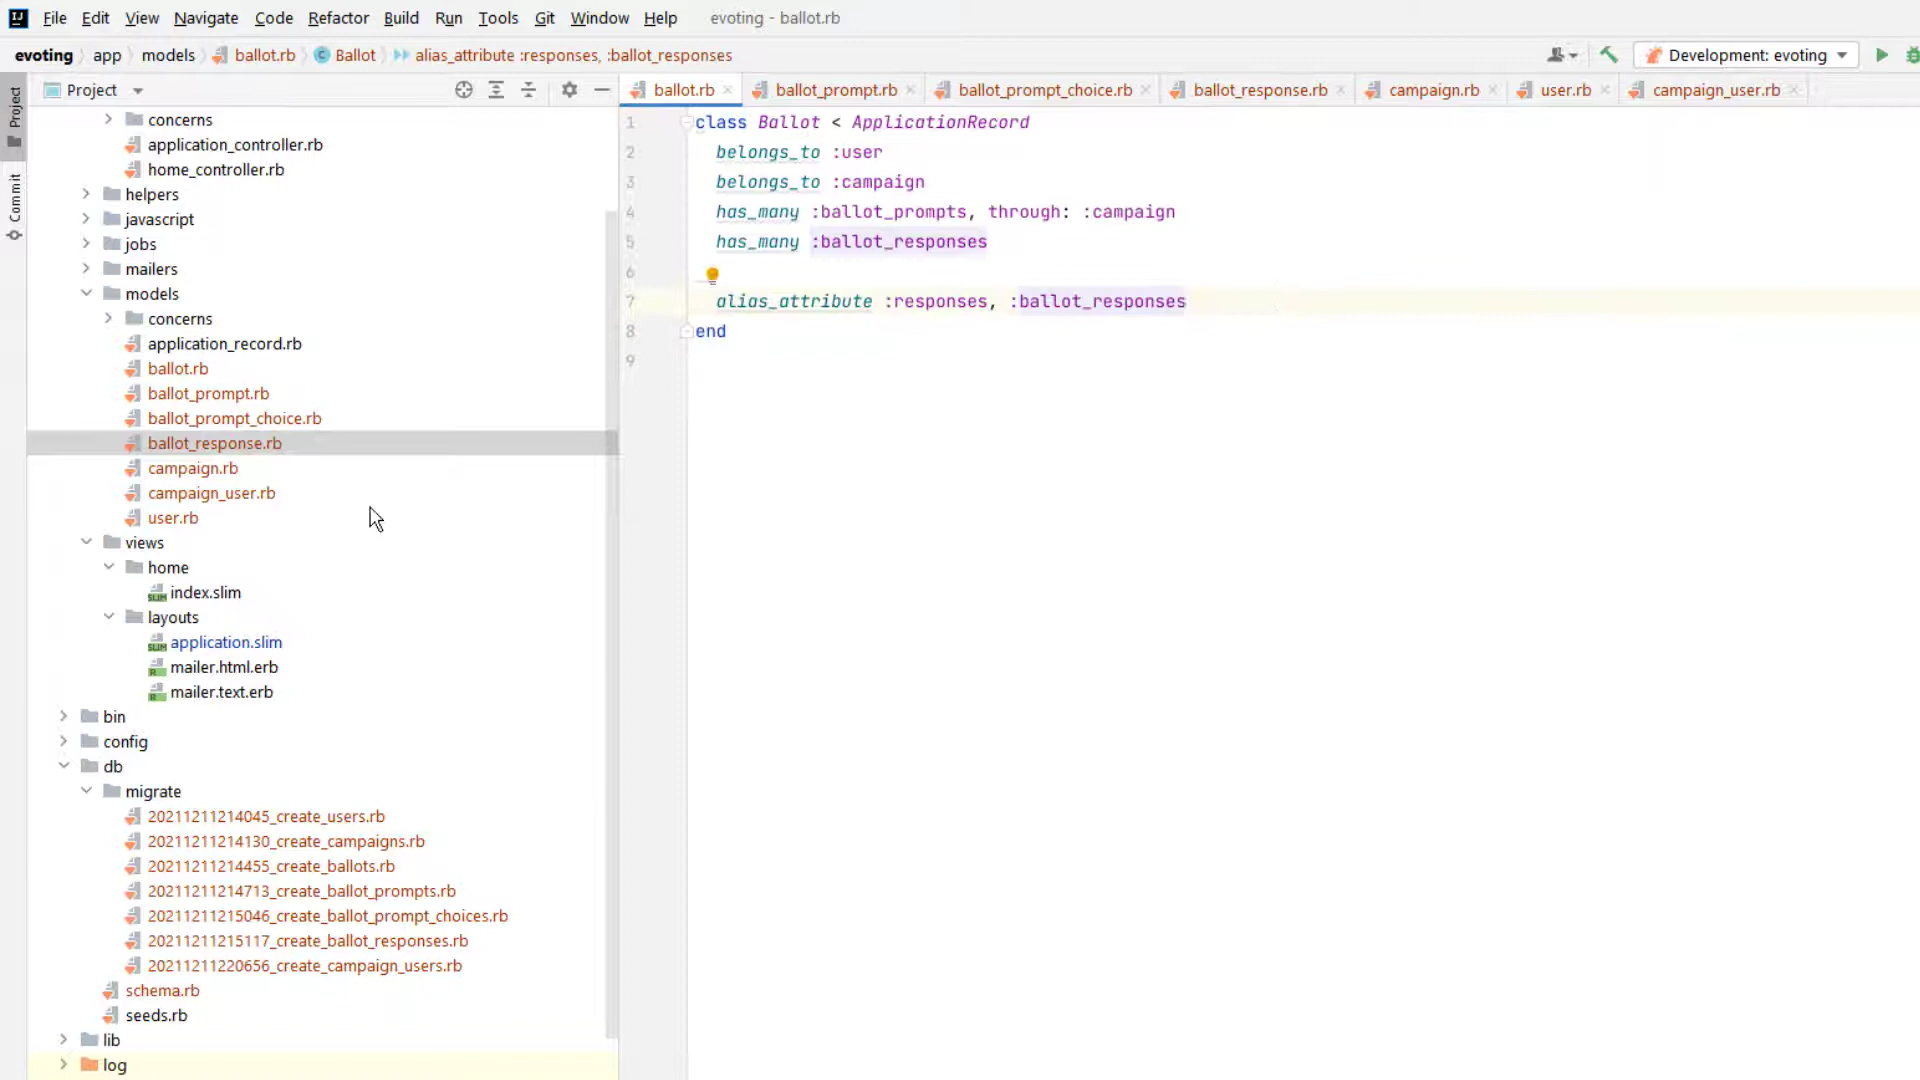 File Edit View Navigate Code Refactor Build Run Tools Git Window Help evoting - ballot.rb
evoting app models ballot.rb Ballot alias_attribute :responses, :ballot_responses Development: evoting
Project
Commit
Project
ballot.rb ballot_prompt.rb ballot_prompt_choice.rb ballot_response.rb campaign.rb user.rb campaign_user.rb
concerns
application_controller.rb
home_controller.rb
helpers
javascript
jobs
mailers
models
concerns
application_record.rb
ballot.rb
ballot_prompt.rb
ballot_prompt_choice.rb
ballot_response.rb
campaign.rb
campaign_user.rb
user.rb
views
home
index.slim
layouts
application.slim
mailer.html.erb
mailer.text.erb
bin
config
db
migrate
20211211214045_create_users.rb
20211211214130_create_campaigns.rb
20211211214455_create_ballots.rb
20211211214713_create_ballot_prompts.rb
20211211215046_create_ballot_prompt_choices.rb
20211211215117_create_ballot_responses.rb
20211211220656_create_campaign_users.rb
schema.rb
seeds.rb
lib
log
1 class Ballot < ApplicationRecord
2 belongs_to :user
3 belongs_to :campaign
4 has_many :ballot_prompts, through: :campaign
5 has_many :ballot_responses
6
7 alias_attribute :responses, :ballot_responses
8 end
9